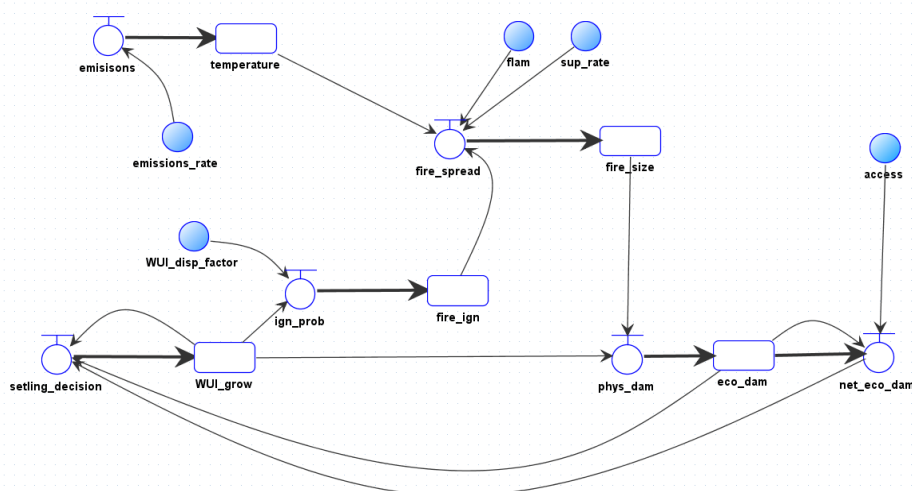 emisisons
temperature
flam
sup_rate
emissions_rate
fire_spread
fire_size
access
WUI_disp_factor
ign_prob
fire_ign
setling_decision
WUI_grow
phys_dam
eco_dam
net_eco_dam